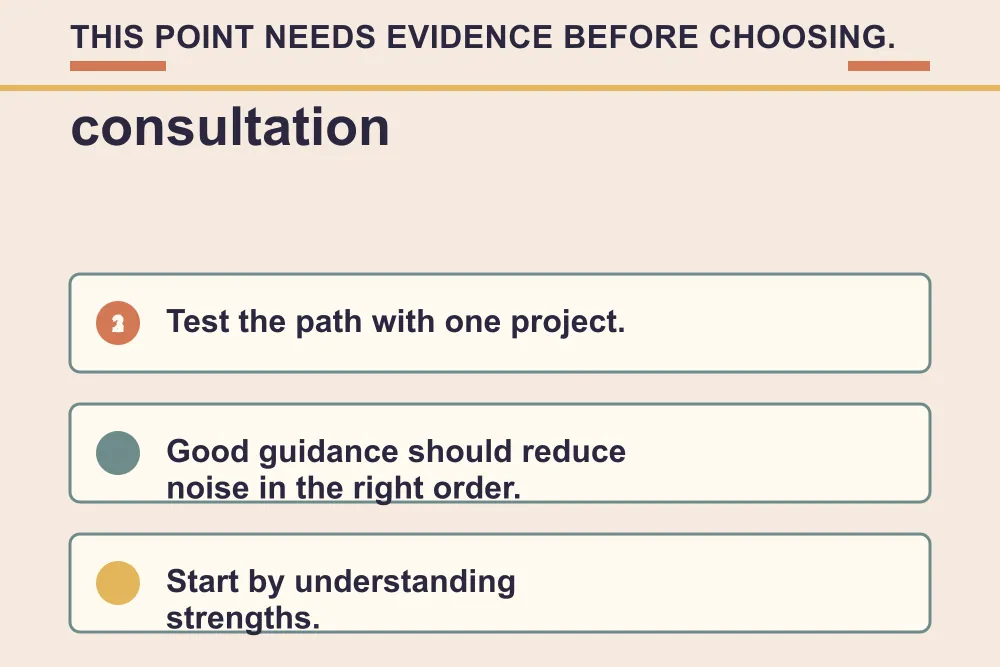 THIS POINT NEEDS EVIDENCE BEFORE CHOOSING.
consultation
Test the path with one project.
Good guidance should reduce
noise in the right order.
Start by understanding
strengths.